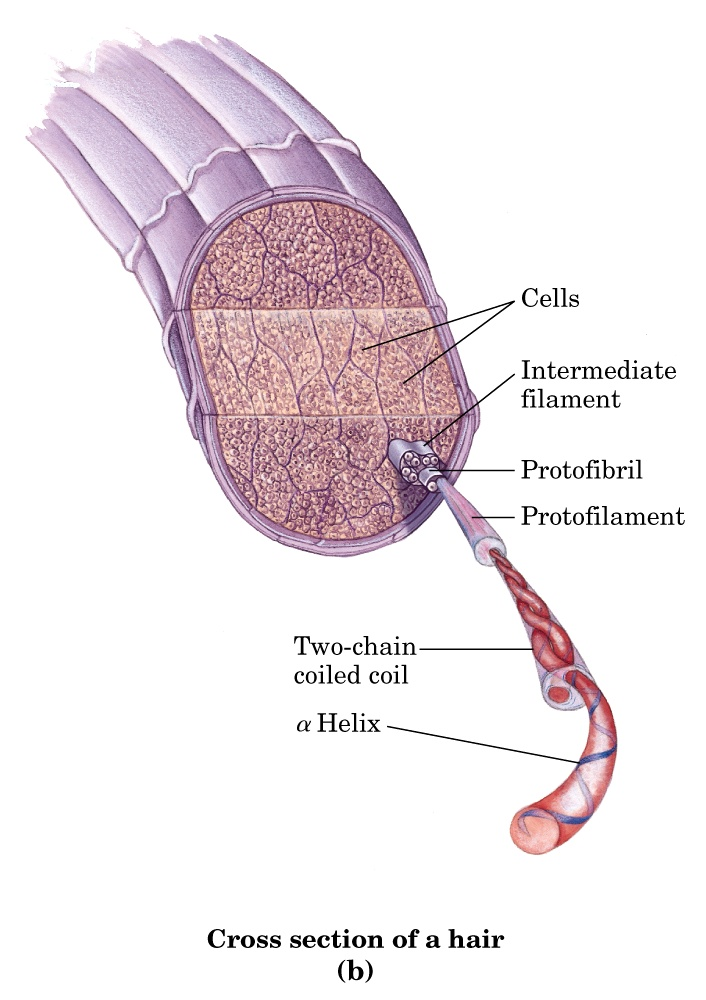 Cells
Intermediate
filament
Protofibril
Protofilament
Two-chain
coiled coil
α Helix
Cross section of a hair
(b)